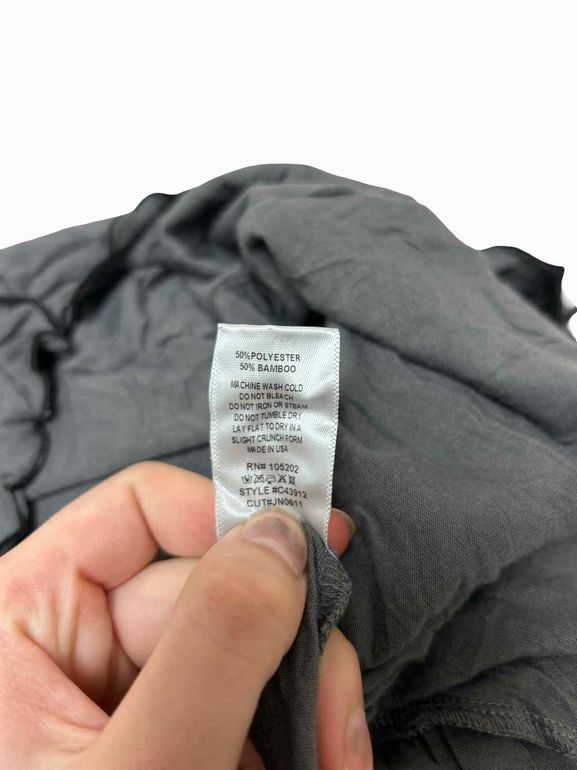 50%POLYESTER
50% BAMBOO
MACHINE WASH COLD
DO NOT BLEACH
DO NOT IRON OR STEAM
DO NOT TUMBLE DRY
LAY FLAT TO DRY IN A
SLIGHT CRUNCH FORM
MADE IN USA
RN# 105202
STYLE #C43912
CUT#JN0611